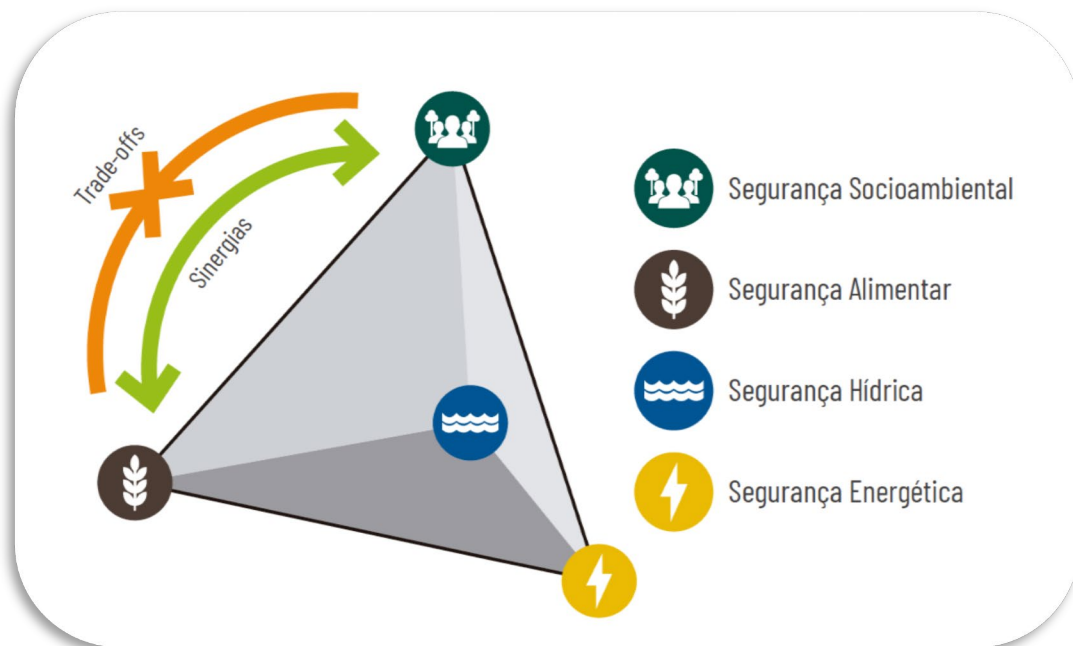 Trade-offs
Sinergias
Segurança Socioambiental
Segurança Alimentar
Segurança Hídrica
Segurança Energética